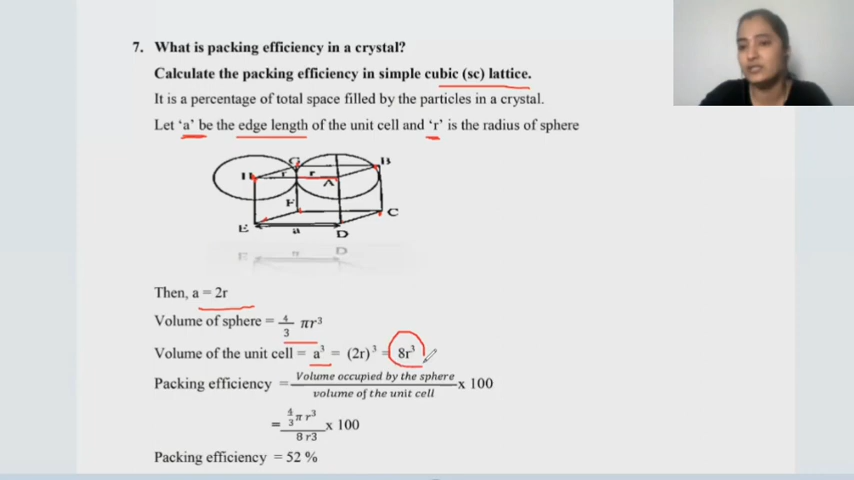 7. What is packing efficiency in a crystal?
Calculate the packing efficiency in simple cubic (sc) lattice.
It is a percentage of total space filled by the particles in a crystal.
Let 'a' be the edge length of the unit cell and 'r' is the radius of sphere
G B
H r r A
F C
E a D
E a D
Then, a = 2r
Volume of sphere = 4/3 πr³
Volume of the unit cell = a³ = (2r)³ = 8r³
Packing efficiency = Volume occupied by the sphere / volume of the unit cell x 100
= 4/3 π r³ / 8 r3 x 100
Packing efficiency = 52 %